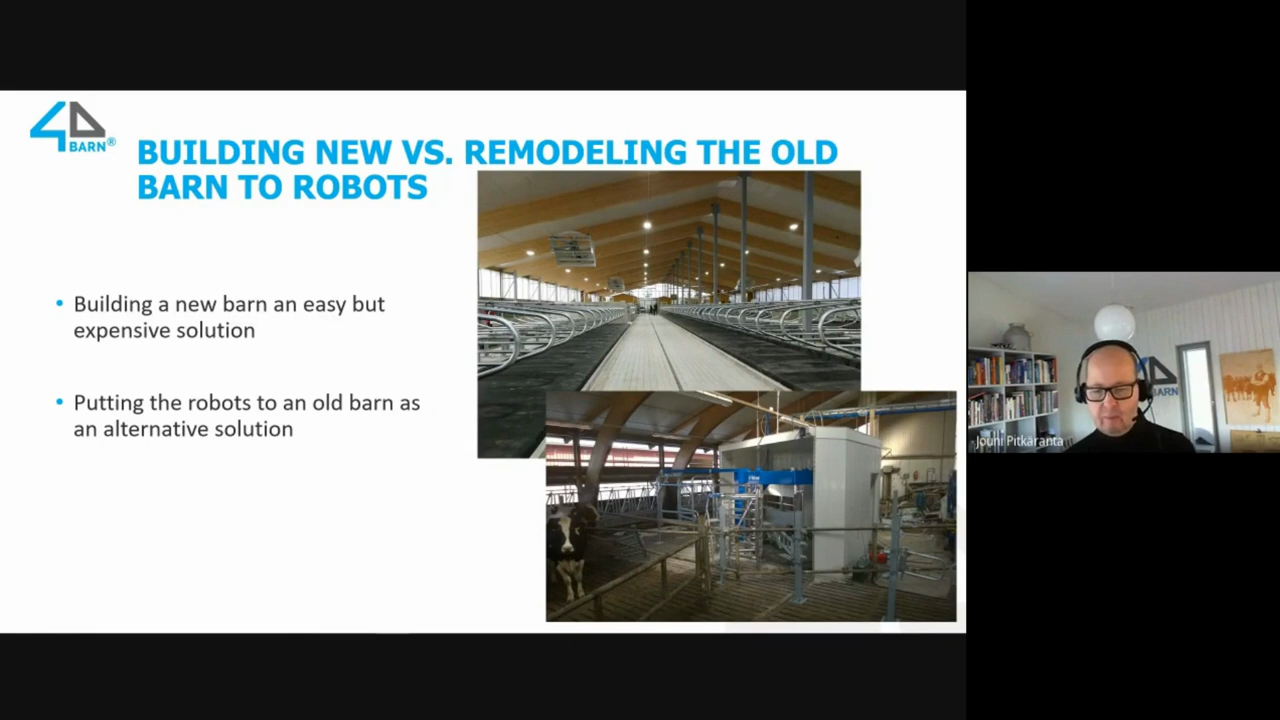 4D
BARN®
BUILDING NEW VS. REMODELING THE OLD
BARN TO ROBOTS
• Building a new barn an easy but
expensive solution
• Putting the robots to an old barn as
an alternative solution
BARN
Jouni Pitkäranta